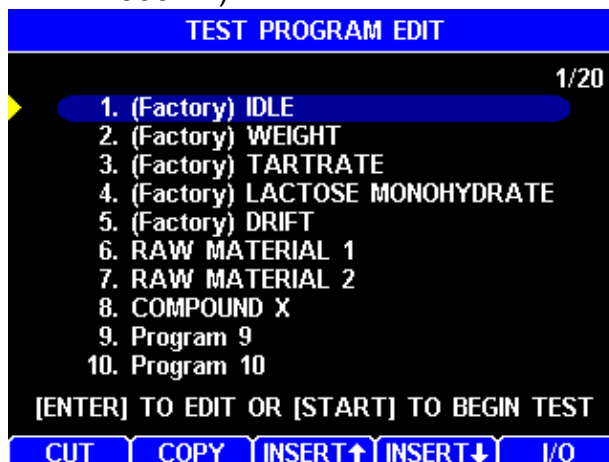 TEST PROGRAM EDIT
1/20
1. (Factory) IDLE
2. (Factory) WEIGHT
3. (Factory) TARTRATE
4. (Factory) LACTOSE MONOHYDRATE
5. (Factory) DRIFT
6. RAW MATERIAL 1
7. RAW MATERIAL 2
8. COMPOUND X
9. Program 9
10. Program 10
[ENTER] TO EDIT OR [START] TO BEGIN TEST
CUT COPY INSERT↑ INSERT↓ I/O